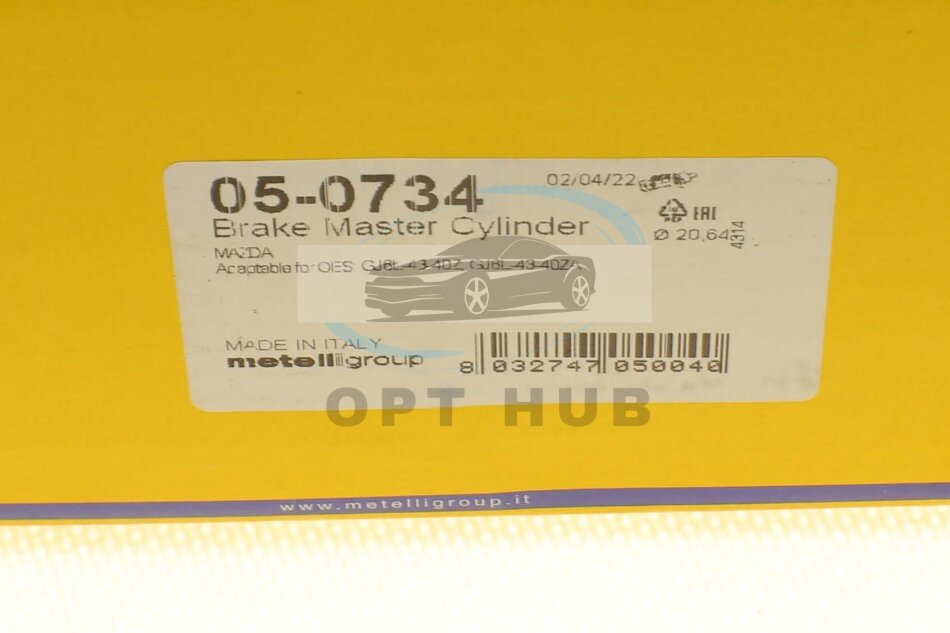 05-0734
02/04/22
Brake Master Cylinder
EAC
Ø 20,64
4314
MAZDA
Adaptable for OES: GJ6L-43-40Z, GJ6L-43-40ZA
MADE IN ITALY
metelligroup
8 032747 050040
OPT HUB
www.metelligroup.it